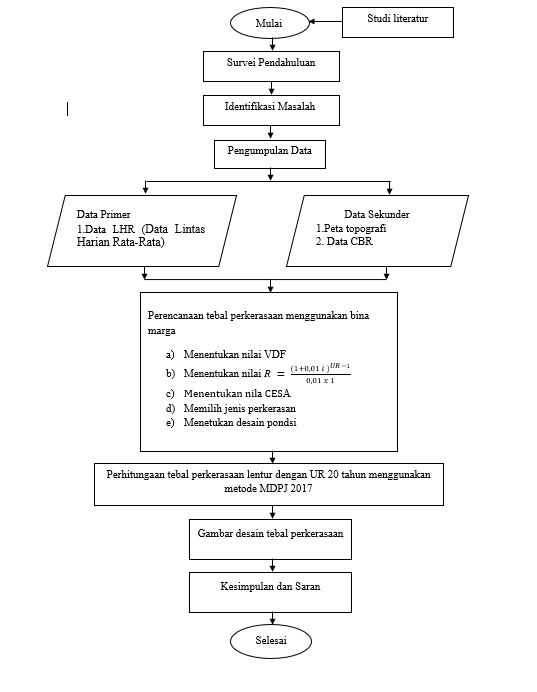 Mulai
Studi literatur
Survei Pendahuluan
Identifikasi Masalah
Pengumpulan Data
Data Primer
1.Data LHR (Data Lintas
Harian Rata-Rata)
Data Sekunder
1.Peta topografi
2. Data CBR
Perencanaan tebal perkerasaan menggunakan bina
marga
a) Menentukan nilai VDF
b) Menentukan nilai R = (1+0,01 i )^UR−1 / 0,01 x 1
c) Menentukan nila CESA
d) Memilih jenis perkerasan
e) Menetukan desain pondsi
Perhitungaan tebal perkerasaan lentur dengan UR 20 tahun menggunakan
metode MDPJ 2017
Gambar desain tebal perkerasaan
Kesimpulan dan Saran
Selesai